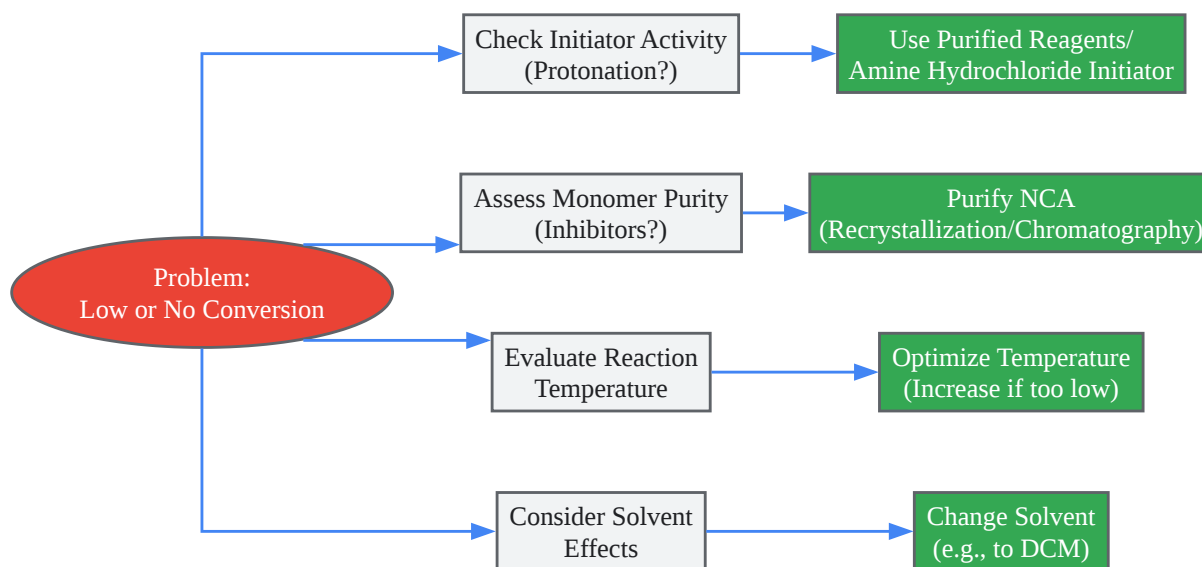 Problem:
Low or No Conversion
Check Initiator Activity
(Protonation?)
Use Purified Reagents/
Amine Hydrochloride Initiator
Assess Monomer Purity
(Inhibitors?)
Purify NCA
(Recrystallization/Chromatography)
Evaluate Reaction
Temperature
Optimize Temperature
(Increase if too low)
Consider Solvent
Effects
Change Solvent
(e.g., to DCM)